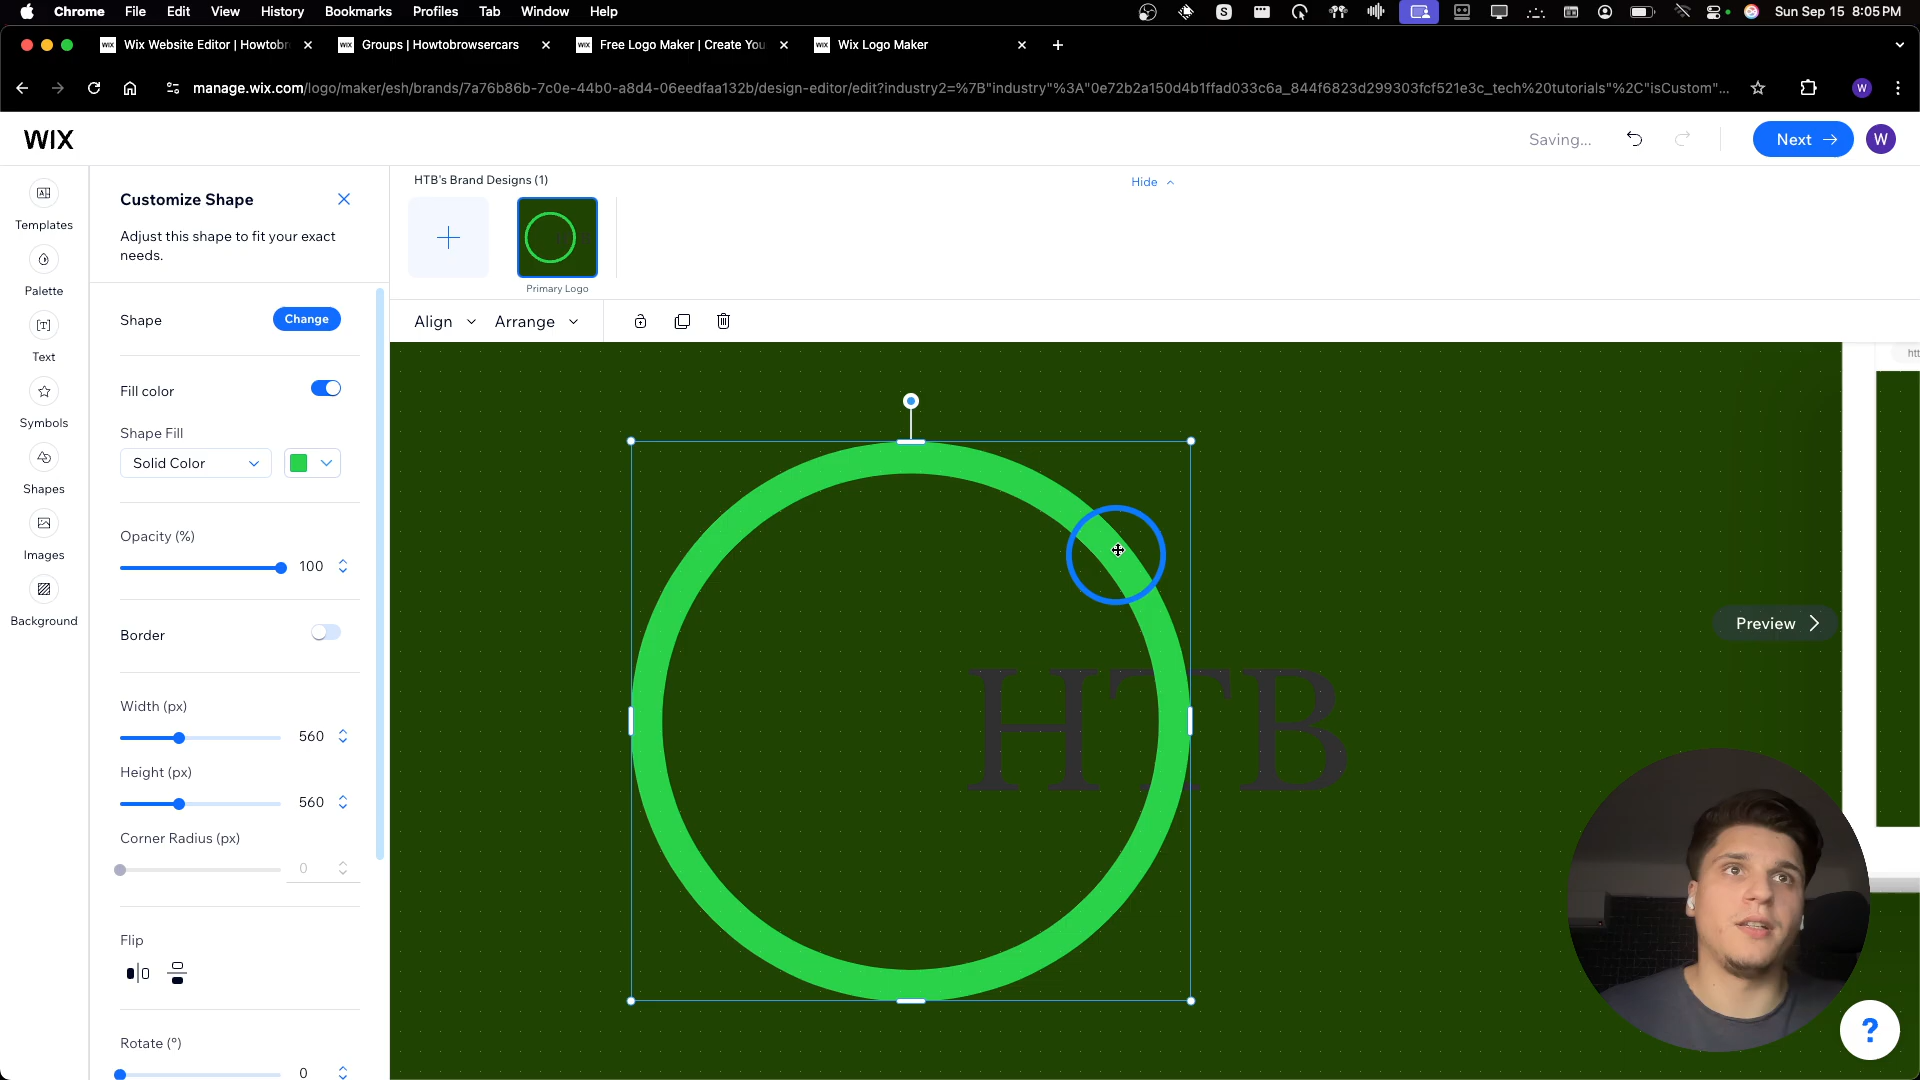 Chrome File Edit View History Bookmarks Profiles Tab Window Help
S
Sun Sep 15 8:05 PM
WIX Wix Website Editor | Howtobr
WIX Groups | Howtobrowsercars
WIX Free Logo Maker | Create You
WIX Wix Logo Maker
manage.wix.com/logo/maker/esh/brands/7a76b86b-7c0e-44b0-a8d4-06eedfaa132b/design-editor/edit?industry2=%7B"industry"%3A"0e72b2a150d4b1ffad033c6a_844f6823d299303fcf521e3c_tech%20tutorials"%2C"isCustom"...
W
WIX
Saving...
Next
W
Templates
Palette
Text
Symbols
Shapes
Images
Background
Customize Shape
Adjust this shape to fit your exact
needs.
Shape
Change
Fill color
Shape Fill
Solid Color
Opacity (%)
100
Border
Width (px)
560
Height (px)
560
Corner Radius (px)
0
Flip
Rotate (º)
0
HTB's Brand Designs (1)
Hide
Primary Logo
Align
Arrange
htt
HTB
Preview
?